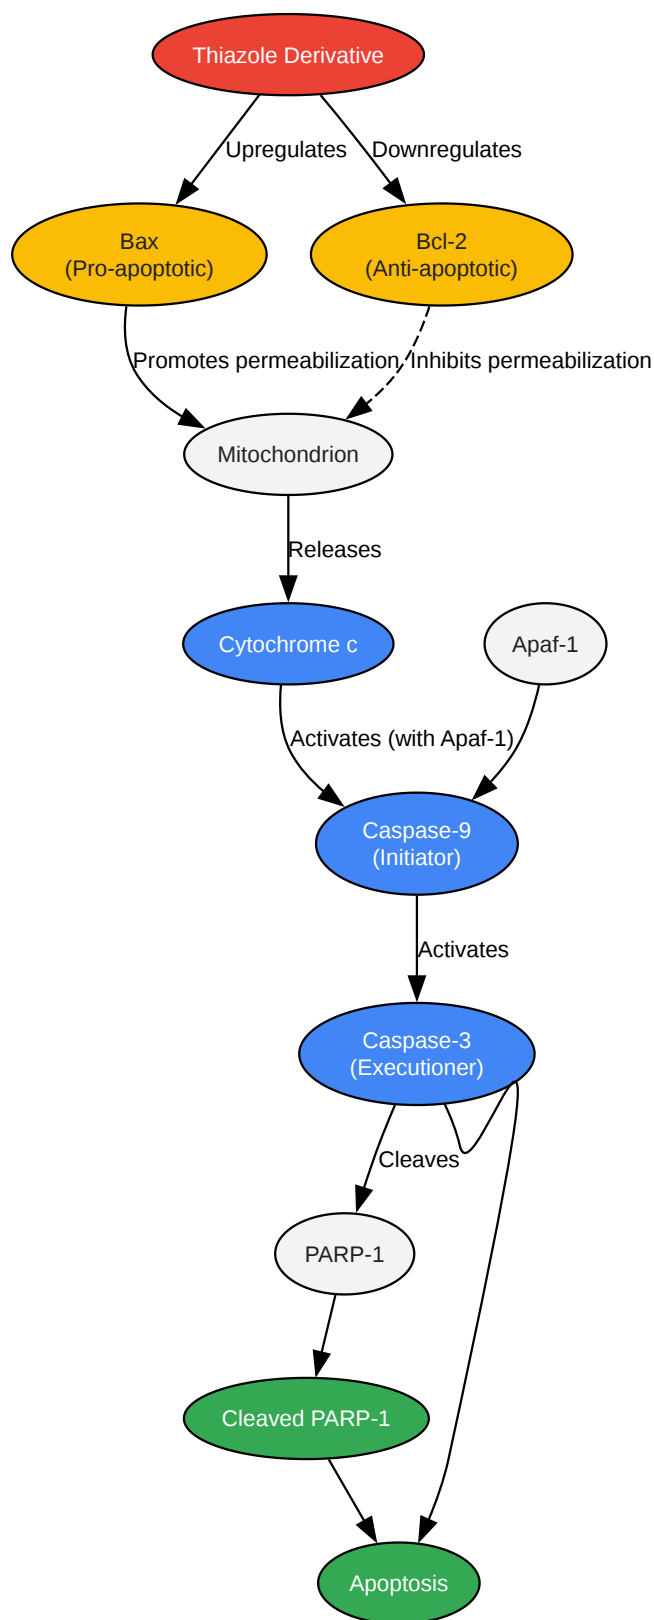 Thiazole Derivative
Upregulates
Downregulates
Bax
(Pro-apoptotic)
Bcl-2
(Anti-apoptotic)
Promotes permeabilization
Inhibits permeabilization
Mitochondrion
Releases
Cytochrome c
Apaf-1
Activates (with Apaf-1)
Caspase-9
(Initiator)
Activates
Caspase-3
(Executioner)
Cleaves
PARP-1
Cleaved PARP-1
Apoptosis